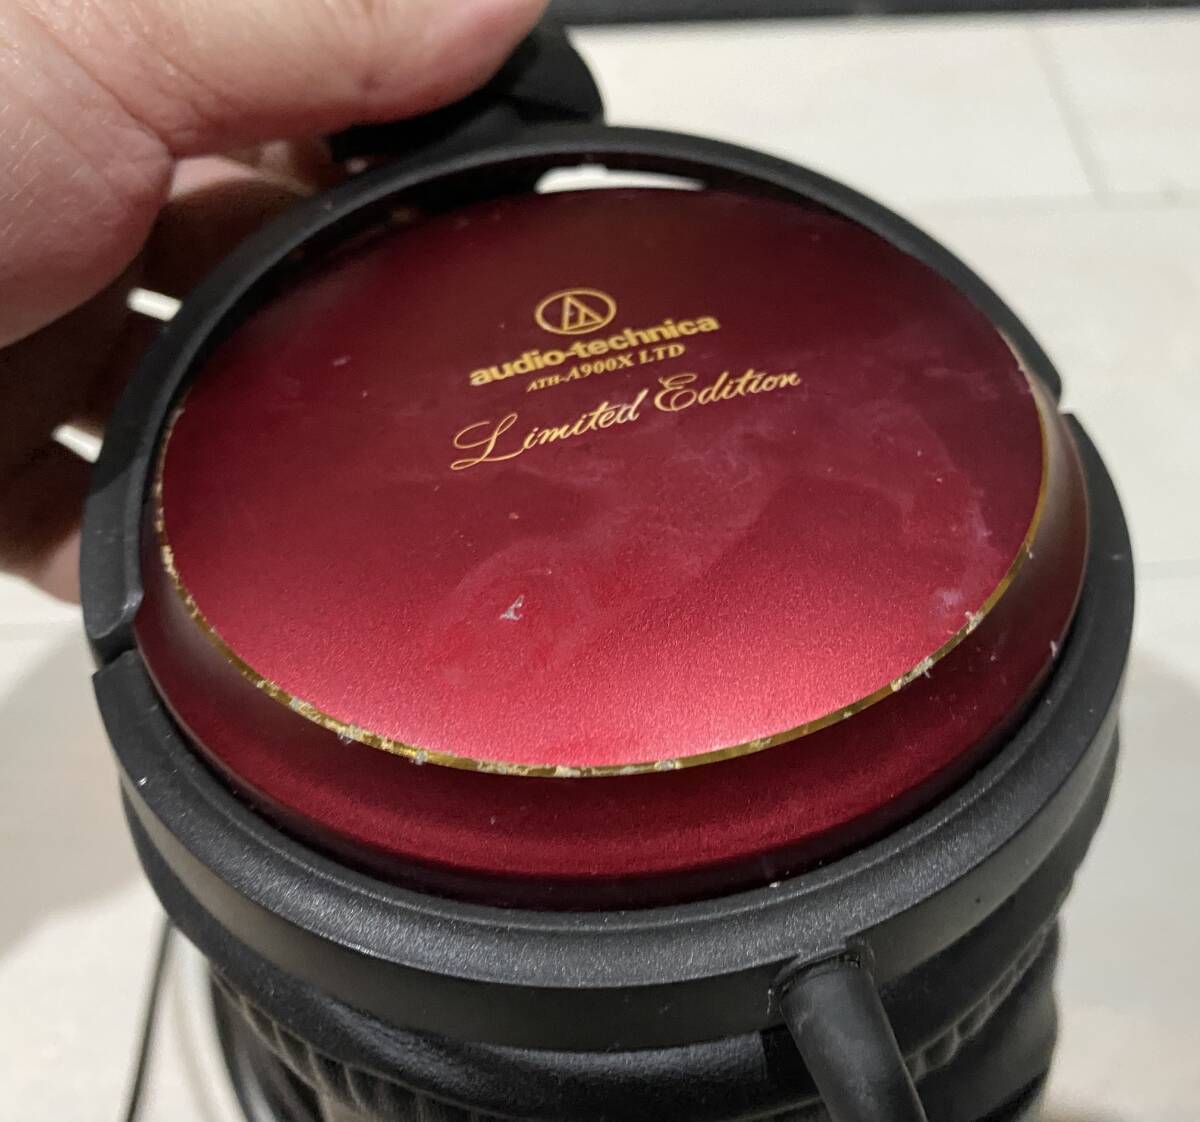 audio-technica
ATH-A900X LTD
Limited Edition